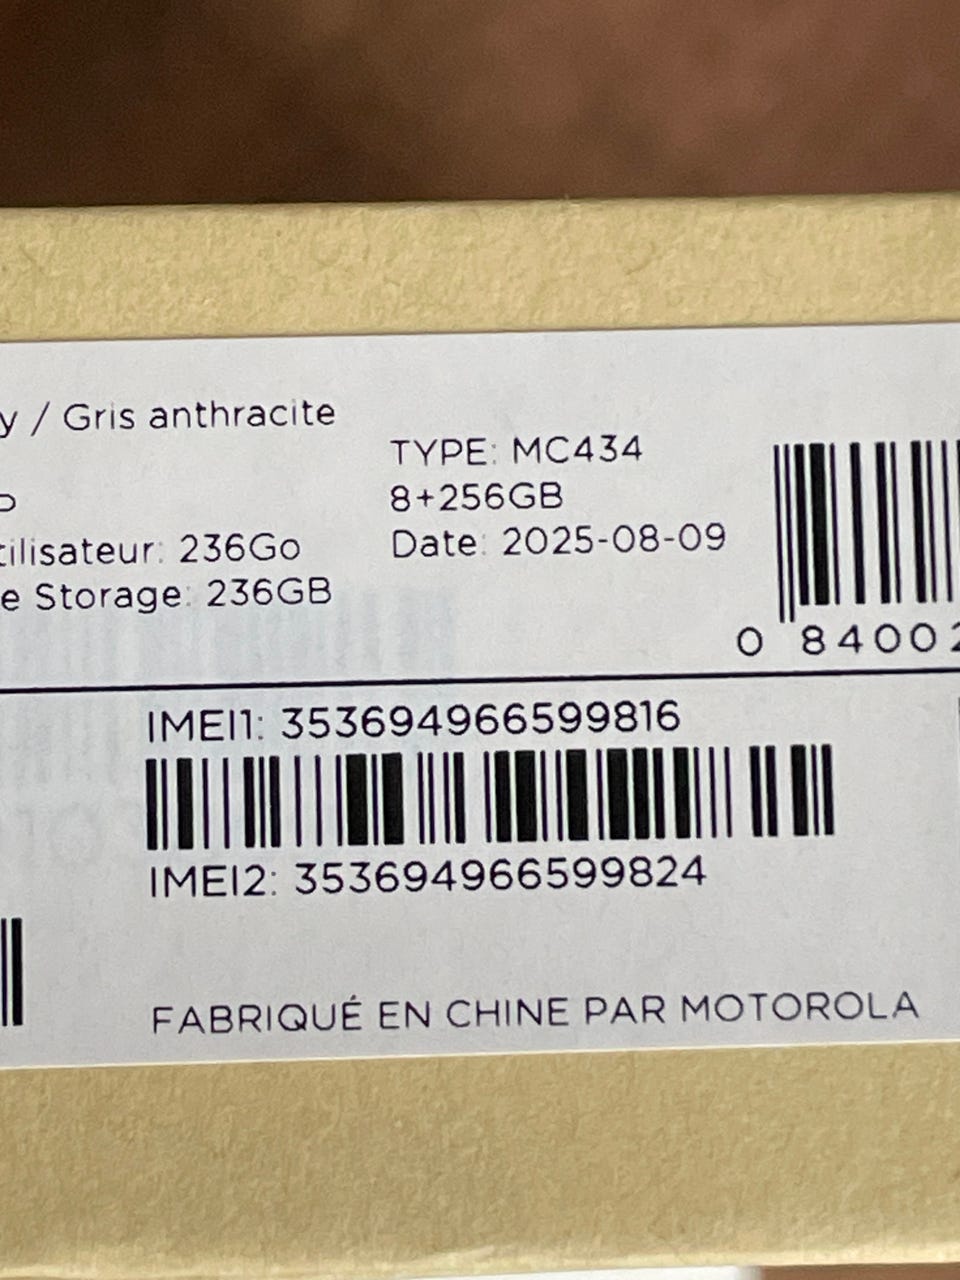 y / Gris anthracite
TYPE: MC434
8+256GB
tilisateur: 236Go
Date: 2025-08-09
e Storage: 236GB
0 84002
IMEI1: 353694966599816
IMEI2: 353694966599824
FABRIQUÉ EN CHINE PAR MOTOROLA